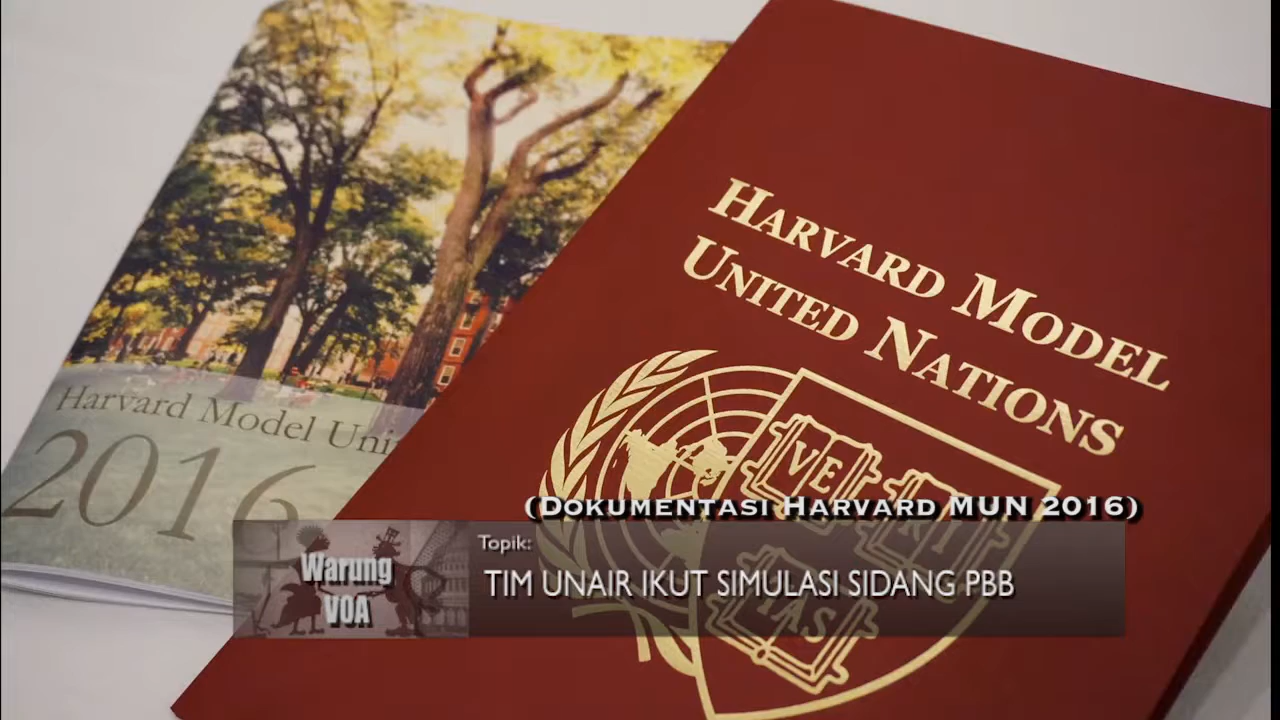 HARVARD MODEL
UNITED NATIONS
VE
RI
TAS
Harvard Model Uni
2016
(DOKUMENTASI HARVARD MUN 2016)
Warung
VOA
Topik:
TIM UNAIR IKUT SIMULASI SIDANG PBB